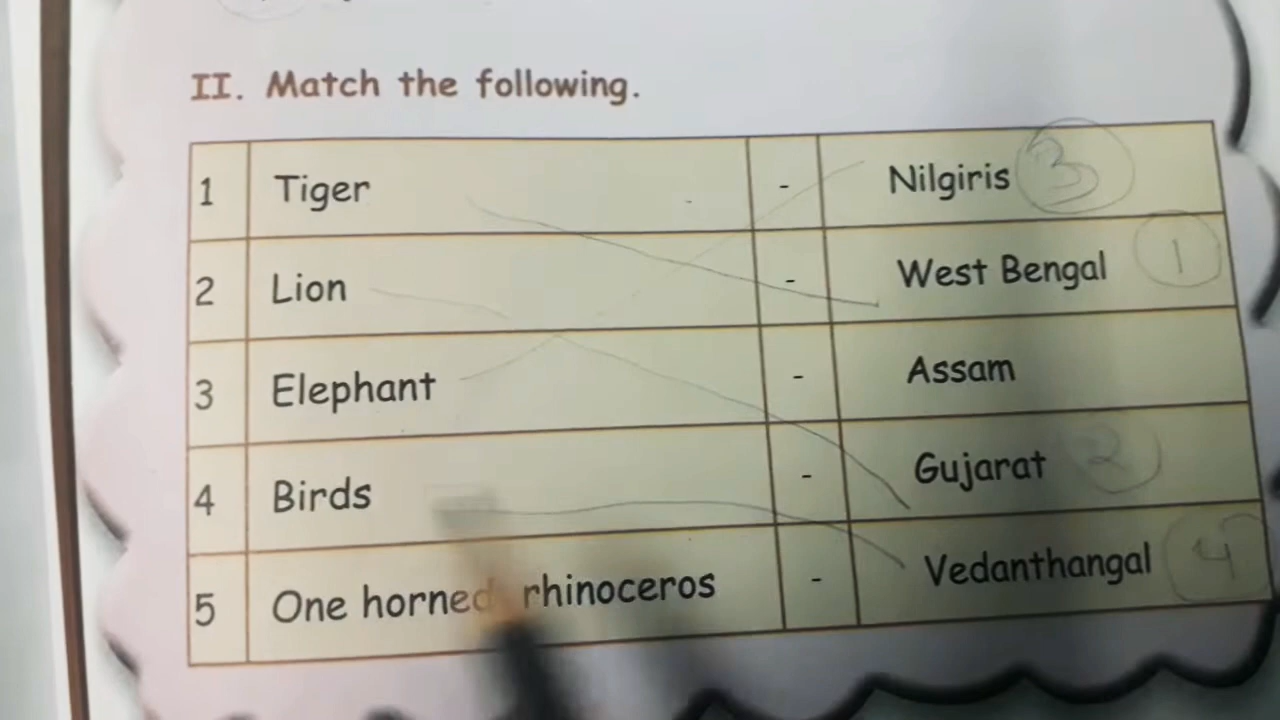 II. Match the following.
1 Tiger - Nilgiris 3
2 Lion - West Bengal 1
3 Elephant - Assam
4 Birds - Gujarat 2
5 One horned rhinoceros - Vedanthangal 4